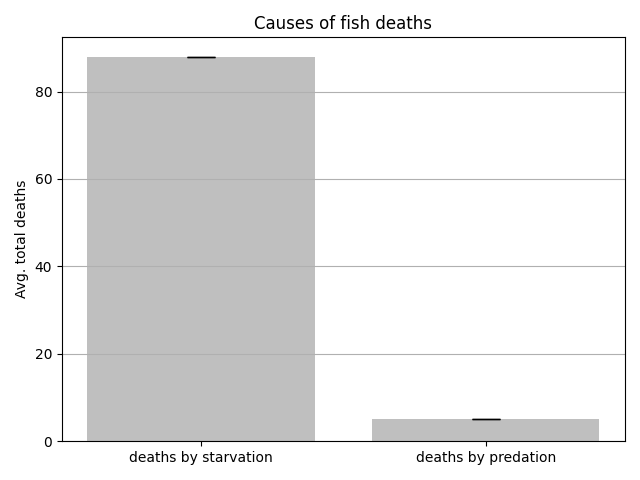 Causes of fish deaths
Avg. total deaths
80
60
40
20
0
deaths by starvation
deaths by predation